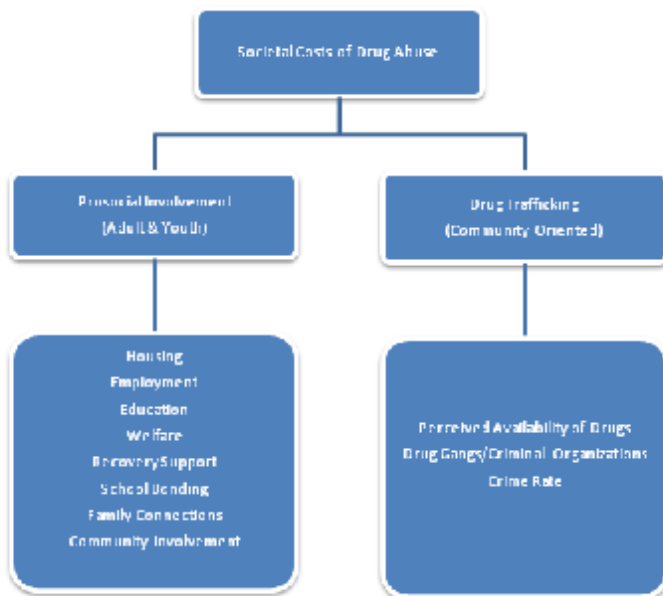 Societal Costs of Drug Abuse
Prosocial Involvement
(Adult & Youth)
Drug Trafficking
(Community Oriented)
Housing
Employment
Education
Welfare
Recovery Support
School Bonding
Family Connections
Community Involvement
Perceived Availability of Drugs
Drug Gangs/Criminal Organizations
Crime Rate